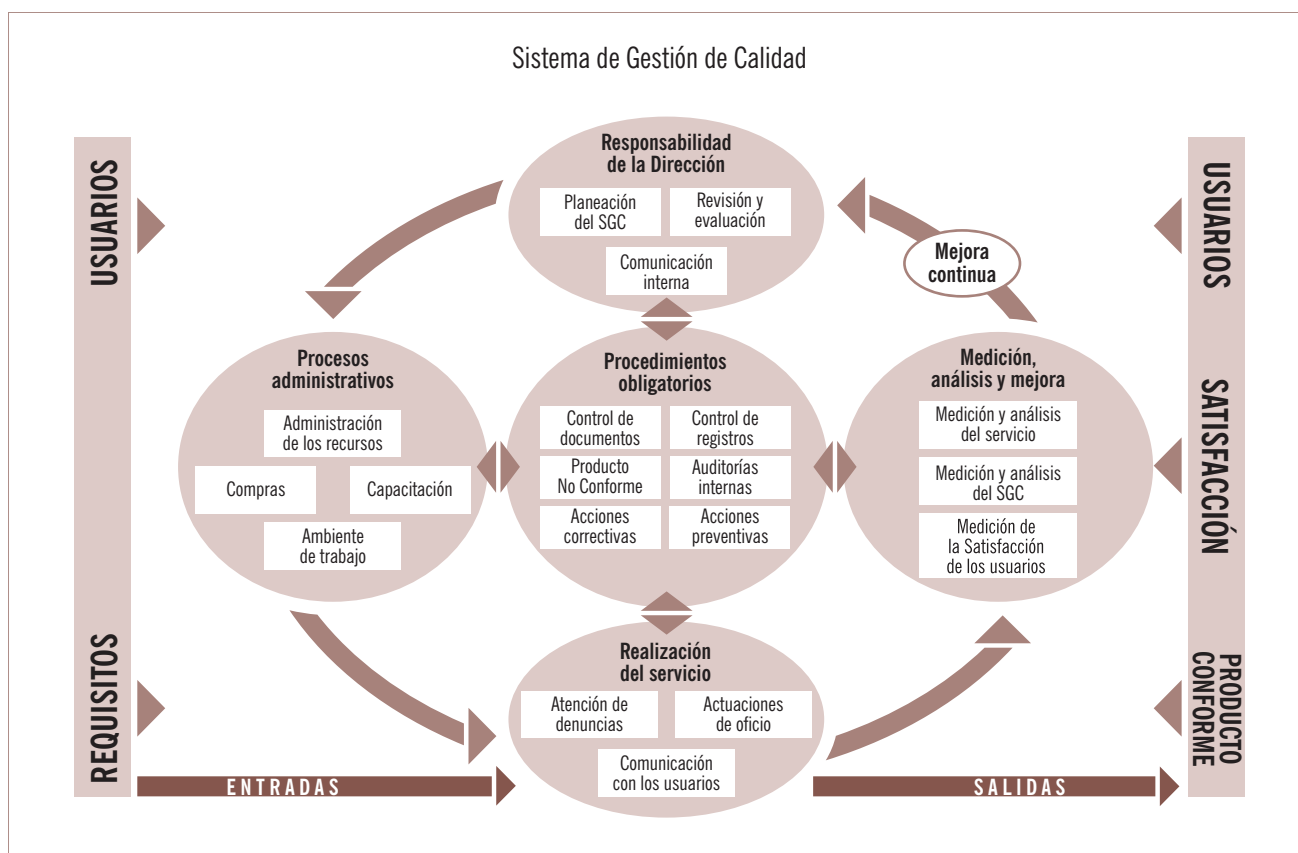 Sistema de Gestión de Calidad
USUARIOS
REQUISITOS
Responsabilidad
de la Dirección
Planeación
del SGC
Revisión y
evaluación
Comunicación
interna
Mejora
continua
Procesos
administrativos
Administración
de los recursos
Compras
Capacitación
Ambiente
de trabajo
Procedimientos
obligatorios
Control de
documentos
Control de
registros
Producto
No Conforme
Auditorías
internas
Acciones
correctivas
Acciones
preventivas
Medición,
análisis y mejora
Medición y análisis
del servicio
Medición y análisis
del SGC
Medición de
la Satisfacción
de los usuarios
Realización
del servicio
Atención de
denuncias
Actuaciones
de oficio
Comunicación
con los usuarios
ENTRADAS
SALIDAS
USUARIOS
SATISFACCIÓN
PRODUCTO
CONFORME